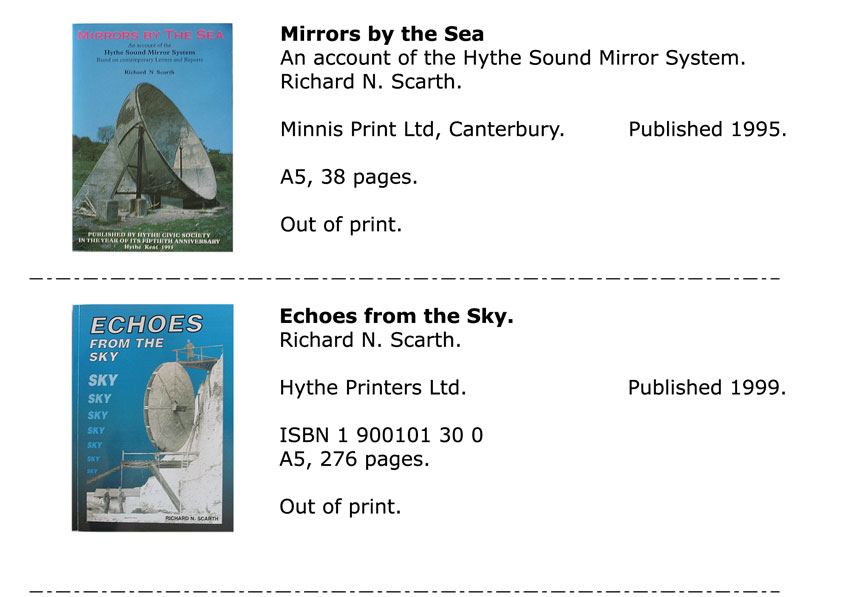 MIRRORS BY THE SEA
An account of the
Hythe Sound Mirror System
Based on contemporary Letters and Reports
Richard N Scarth
PUBLISHED BY HYTHE CIVIC SOCIETY
IN THE YEAR OF ITS FIFTIETH ANNIVERSARY
Hythe Kent 1995
Mirrors by the Sea
An account of the Hythe Sound Mirror System.
Richard N. Scarth.
Minnis Print Ltd, Canterbury. Published 1995.
A5, 38 pages.
Out of print.
ECHOES
FROM THE
SKY
SKY
SKY
SKY
SKY
SKY
SKY
SKY
RICHARD N. SCARTH
Echoes from the Sky.
Richard N. Scarth.
Hythe Printers Ltd. Published 1999.
ISBN 1 900101 30 0
A5, 276 pages.
Out of print.